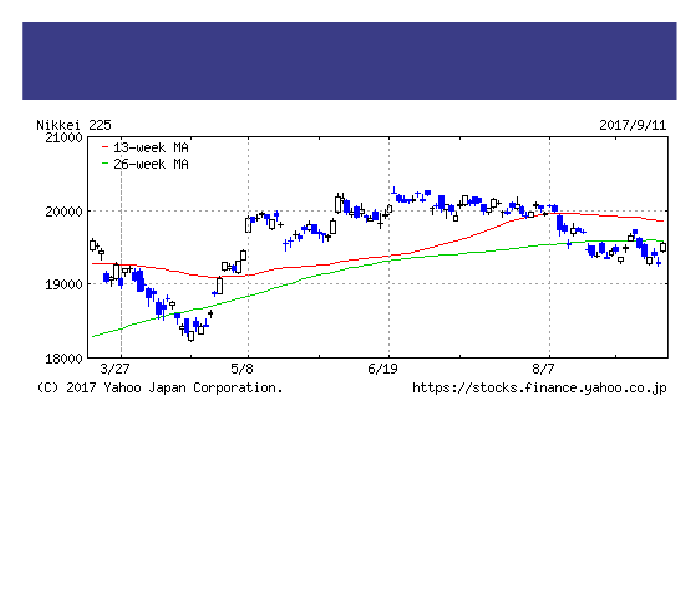 Nikkei 225 2017/9/11
21000
13-week MA
26-week MA
20000
19000
18000
3/27 5/8 6/19 8/7
(C) 2017 Yahoo Japan Corporation. https://stocks.finance.yahoo.co.jp